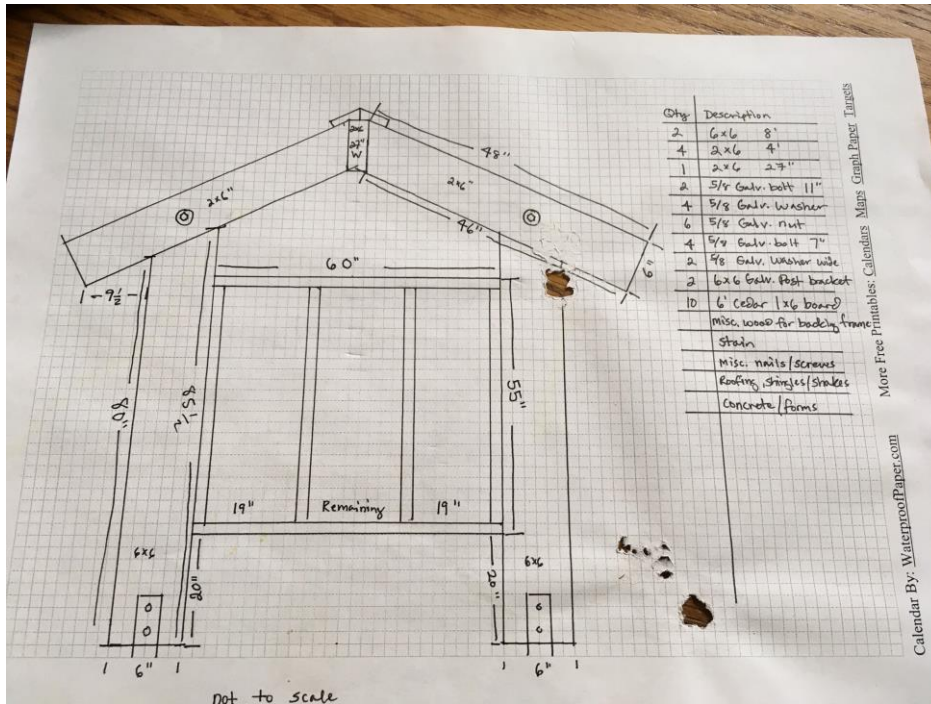 2x6
27"
W
48"
2x6"
2x6"
46"
6"
60"
9 1/2
80"
85 1/2
55"
19" Remaining 19"
6x6
6x6
20"
20"
6"
6"
not to scale
Qty Description
2 6x6 8'
4 2x6 4'
1 2x6 27"
2 5/8 Galv. bolt 11"
4 5/8 Galv. Washer
6 5/8 Galv. nut
4 5/8 Galv. bolt 7"
2 5/8 Galv. Washer wide
2 6x6 Galv. Post bracket
10 6' Cedar 1x6 board
misc. wood for backing frame
Stain
Misc. nails/screws
Roofing, shingles/shakes
Concrete/forms
More Free Printables: Calendars Maps Graph Paper Targets
Calendar By: WaterproofPaper.com